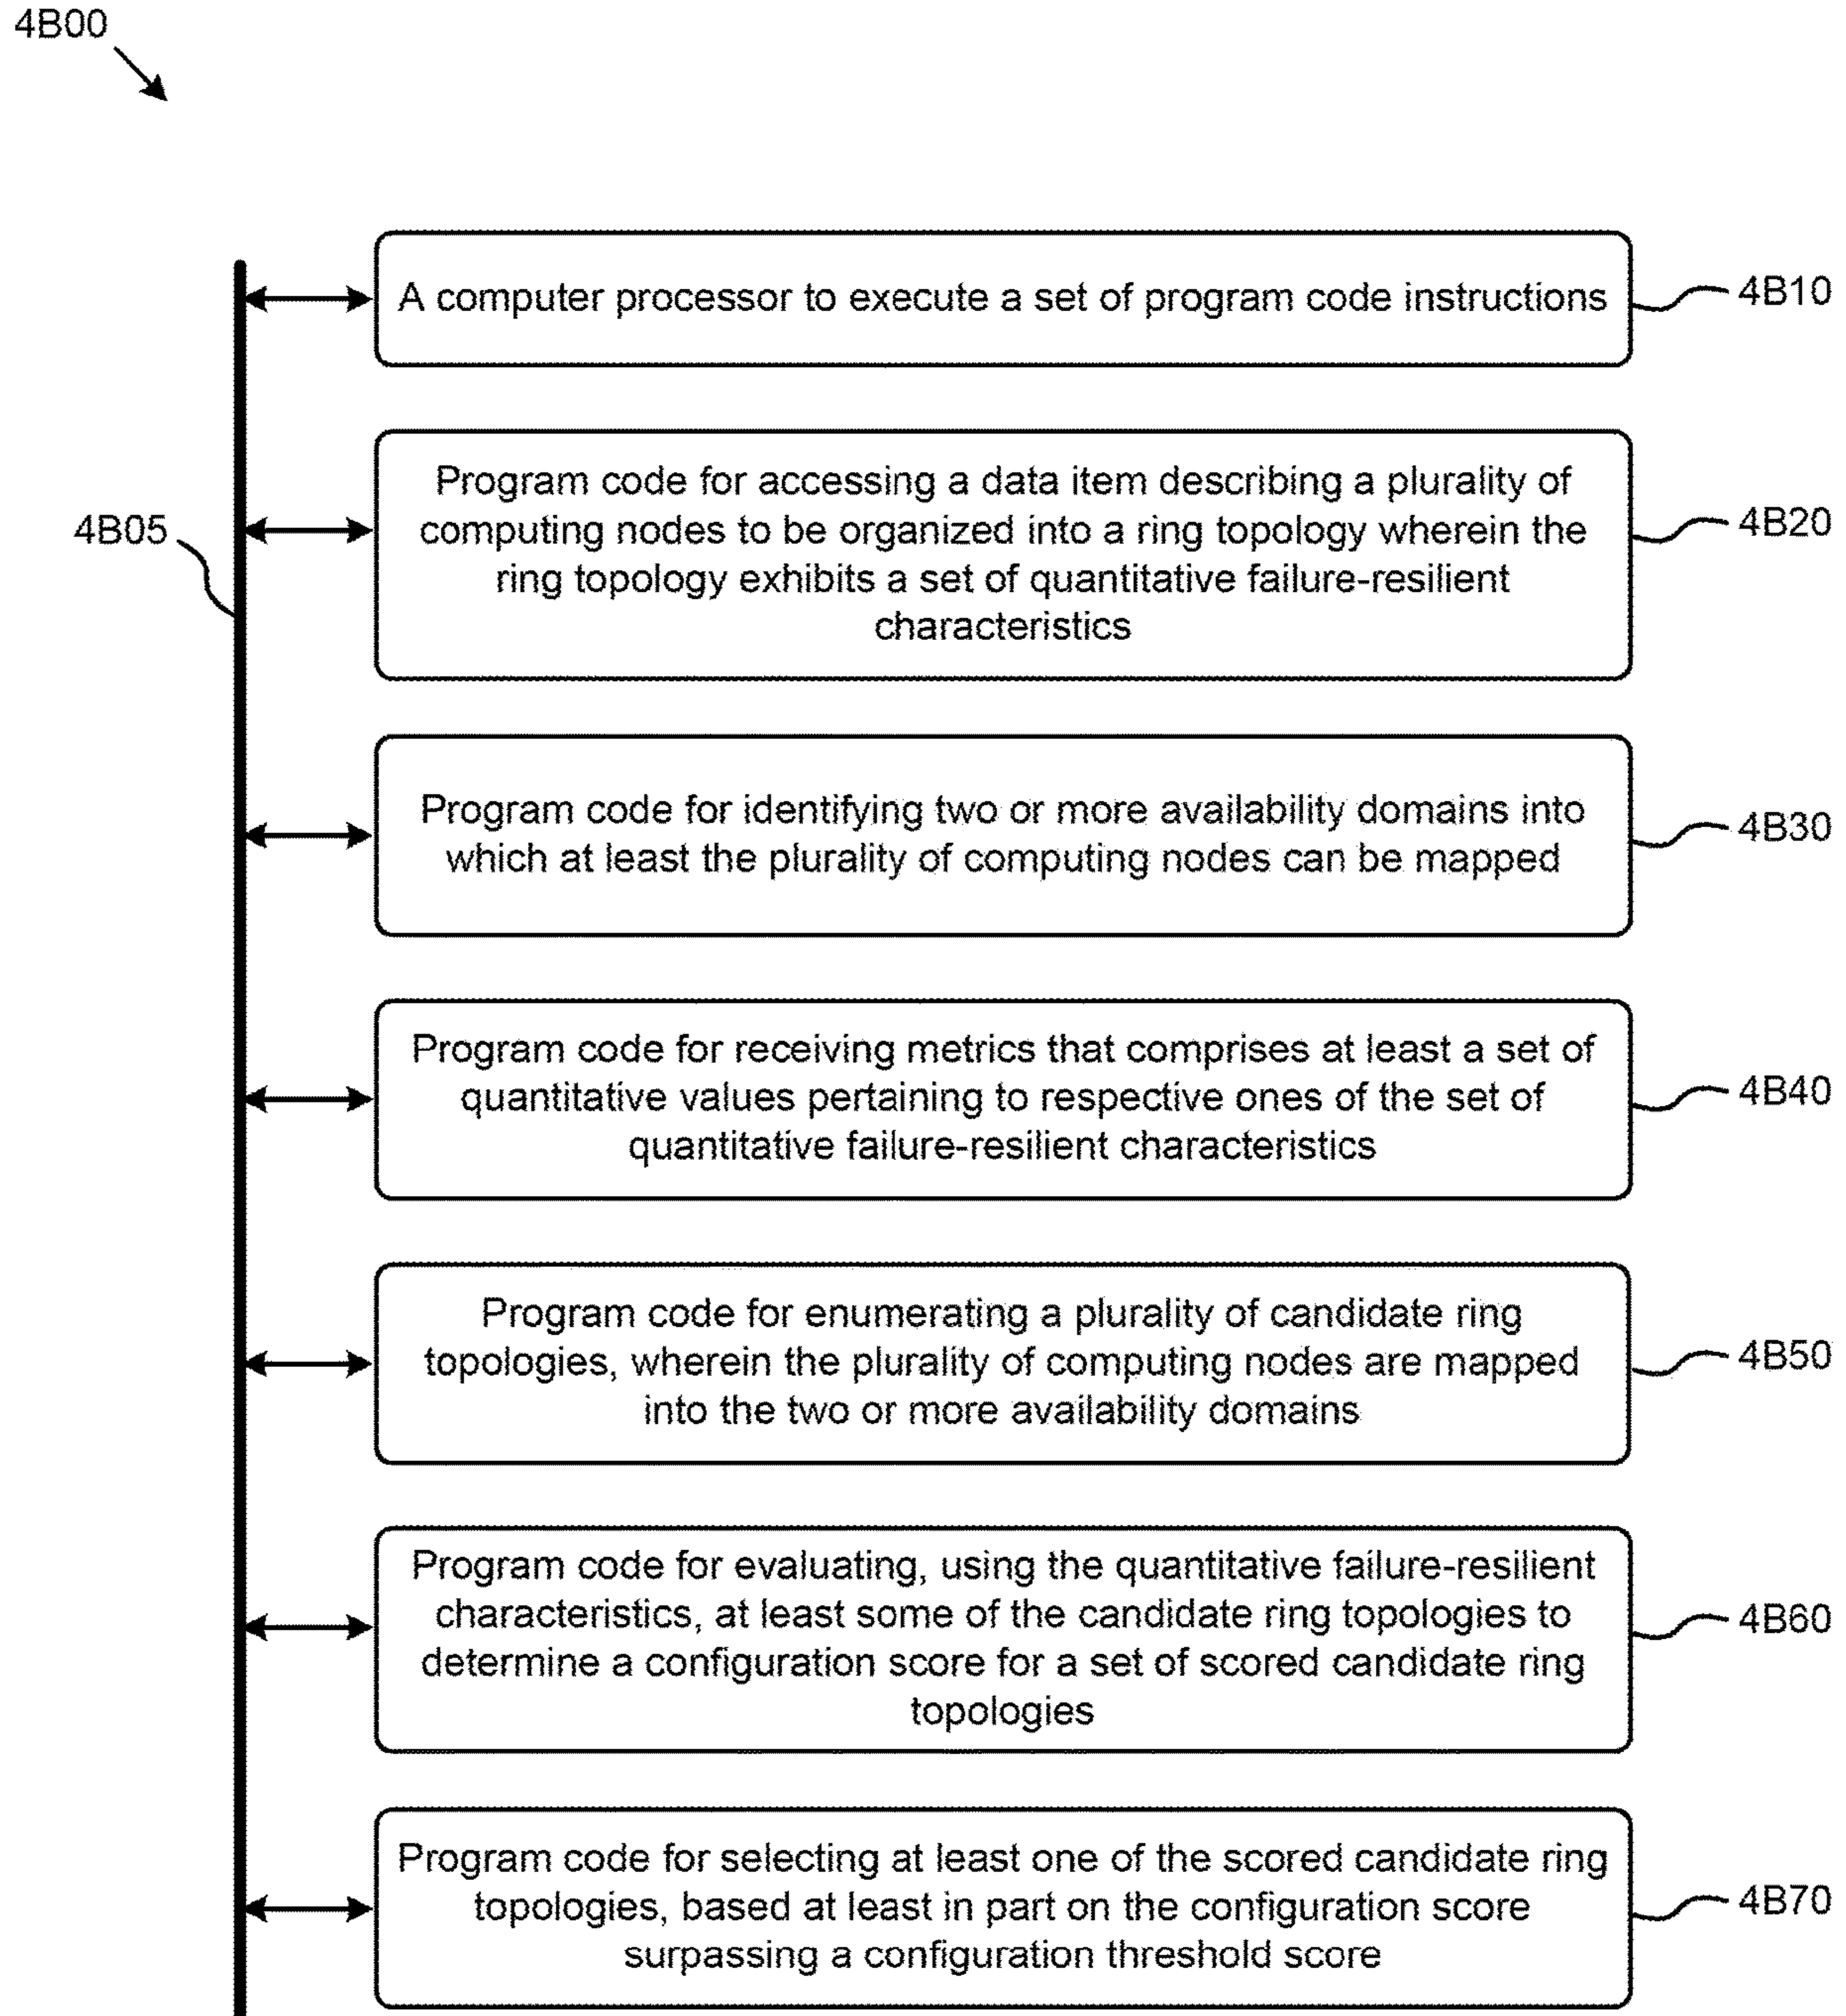 4B00
A computer processor to execute a set of program code instructions
4B10
Program code for accessing a data item describing a plurality of
computing nodes to be organized into a ring topology wherein the
ring topology exhibits a set of quantitative failure-resilient
characteristics
4B20
4B05
Program code for identifying two or more availability domains into
which at least the plurality of computing nodes can be mapped
4B30
Program code for receiving metrics that comprises at least a set of
quantitative values pertaining to respective ones of the set of
quantitative failure-resilient characteristics
4B40
Program code for enumerating a plurality of candidate ring
topologies, wherein the plurality of computing nodes are mapped
into the two or more availability domains
4B50
Program code for evaluating, using the quantitative failure-resilient
characteristics, at least some of the candidate ring topologies to
determine a configuration score for a set of scored candidate ring
topologies
4B60
Program code for selecting at least one of the scored candidate ring
topologies, based at least in part on the configuration score
surpassing a configuration threshold score
4B70